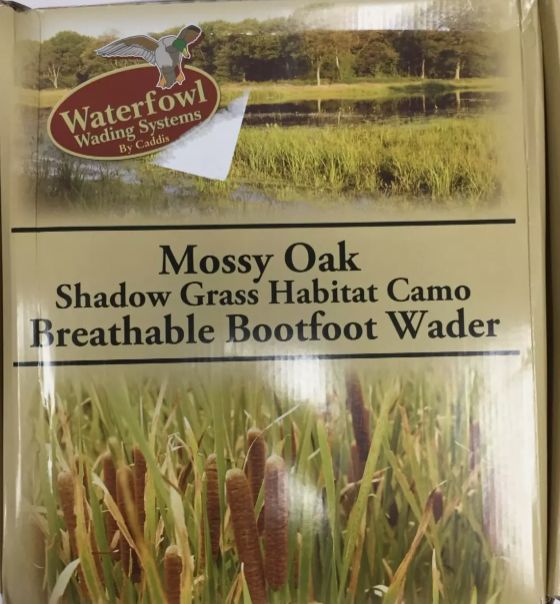 Waterfowl
Wading Systems
By Caddis
Mossy Oak
Shadow Grass Habitat Camo
Breathable Bootfoot Wader